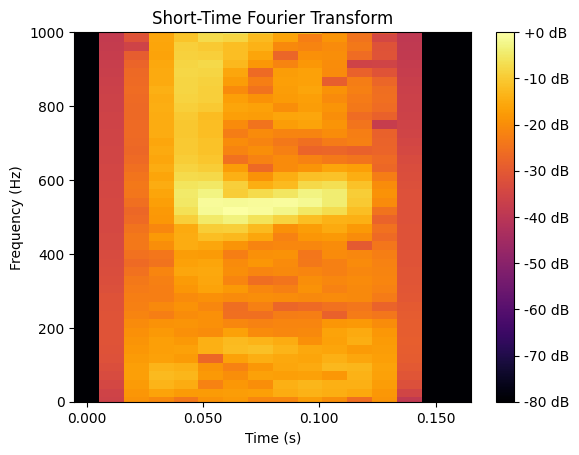 Short-Time Fourier Transform
Frequency (Hz)
1000
800
600
400
200
0
0.000
0.050
0.100
0.150
Time (s)
+0 dB
-10 dB
-20 dB
-30 dB
-40 dB
-50 dB
-60 dB
-70 dB
-80 dB